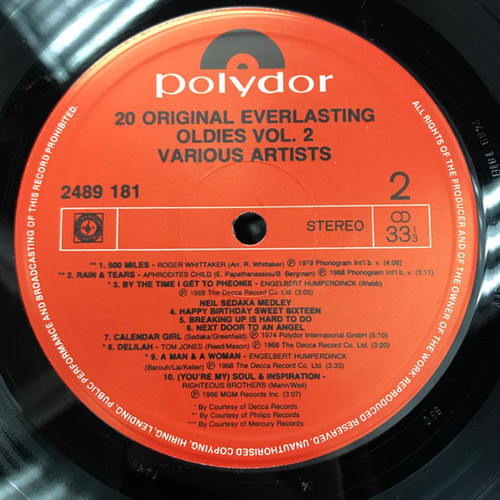 polydor
20 ORIGINAL EVERLASTING
OLDIES VOL. 2
VARIOUS ARTISTS
2489 181
2
STEREO
33 1/3
** 1. 500 MILES - ROGER WHITTAKER (Arr. R. Whittaker) ℗ 1979 Phonogram Int'l b. v. (4:06)
** 2. RAIN & TEARS - APHRODITES CHILD (E. Papathanassiou/B. Bergman) ℗ 1968 Phonogram Int'l b. v. (3:11)
* 3. BY THE TIME I GET TO PHEONIX - ENGELBERT HUMPERDINCK (Webb)
℗ 1968 The Decca Record Co. Ltd (3:05)
NEIL SEDAKA MEDLEY
4. HAPPY BIRTHDAY SWEET SIXTEEN
5. BREAKING UP IS HARD TO DO
6. NEXT DOOR TO AN ANGEL
7. CALENDAR GIRL (Sedaka/Greenfield) ℗ 1974 Polydor International GmbH (5:10)
* 8. DELILAH - TOM JONES (Reed/Mason) ℗ 1968 The Decca Record Co. Ltd. (3:20)
* 9. A MAN & A WOMAN - ENGELBERT HUMPERDINCK
(Barouh/Lai/Keller) ℗ 1968 The Decca Record Co. Ltd. (3:33)
10. (YOU'RE MY) SOUL & INSPIRATION -
RIGHTEOUS BROTHERS (Mann/Weil)
℗ 1966 MGM Records Inc. (3:07)
* By Courtesy of Decca Records
** By Courtesy of Philips Records
*** By Courtesy of Mercury Records
ALL RIGHTS OF THE PRODUCER AND OF THE OWNER OF THE WORK REPRODUCED RESERVED. UNAUTHORISED COPYING, HIRING, LENDING, PUBLIC PERFORMANCE AND BROADCASTING OF THIS RECORD PROHIBITED.